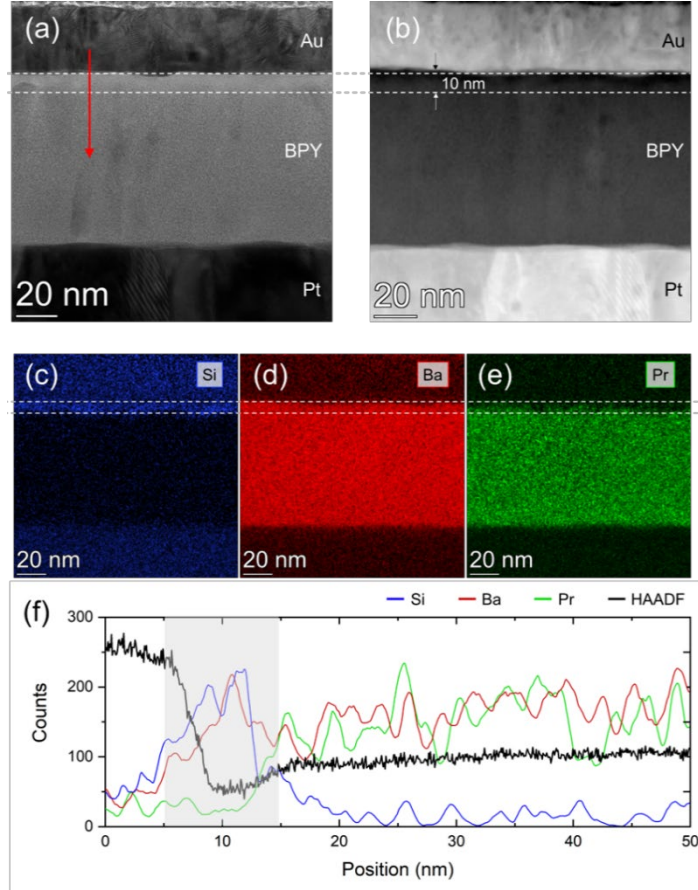 (a)
Au
BPY
Pt
20 nm
(b)
Au
10 nm
BPY
Pt
20 nm
(c)
Si
20 nm
(d)
Ba
20 nm
(e)
Pr
20 nm
(f)
Si Ba Pr HAADF
300
200
100
0
Counts
0 10 20 30 40 50
Position (nm)